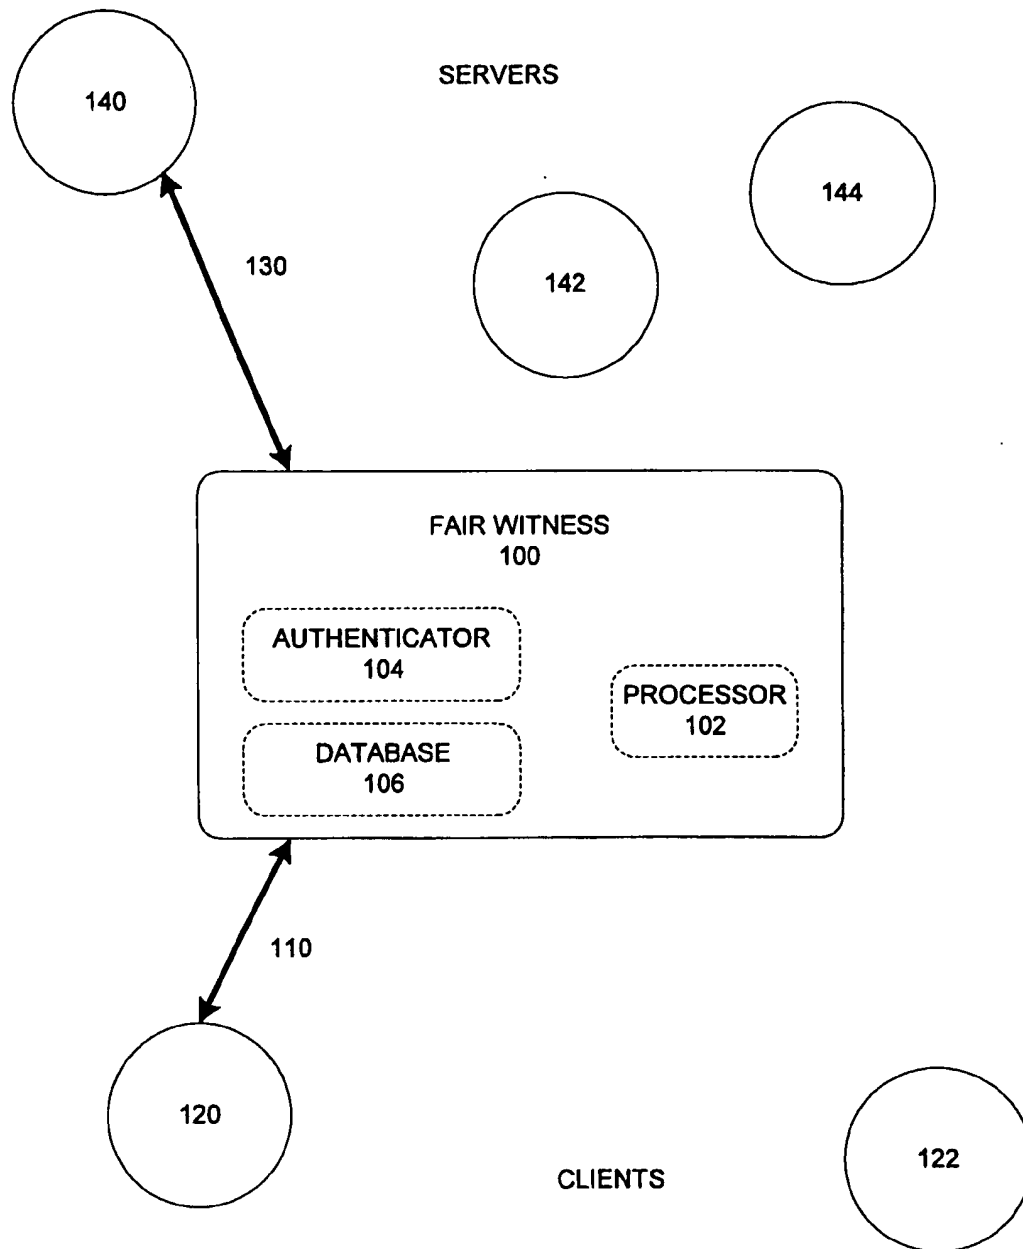 SERVERS
140
144
130
142
FAIR WITNESS
100
AUTHENTICATOR
104
PROCESSOR
102
DATABASE
106
110
120
122
CLIENTS